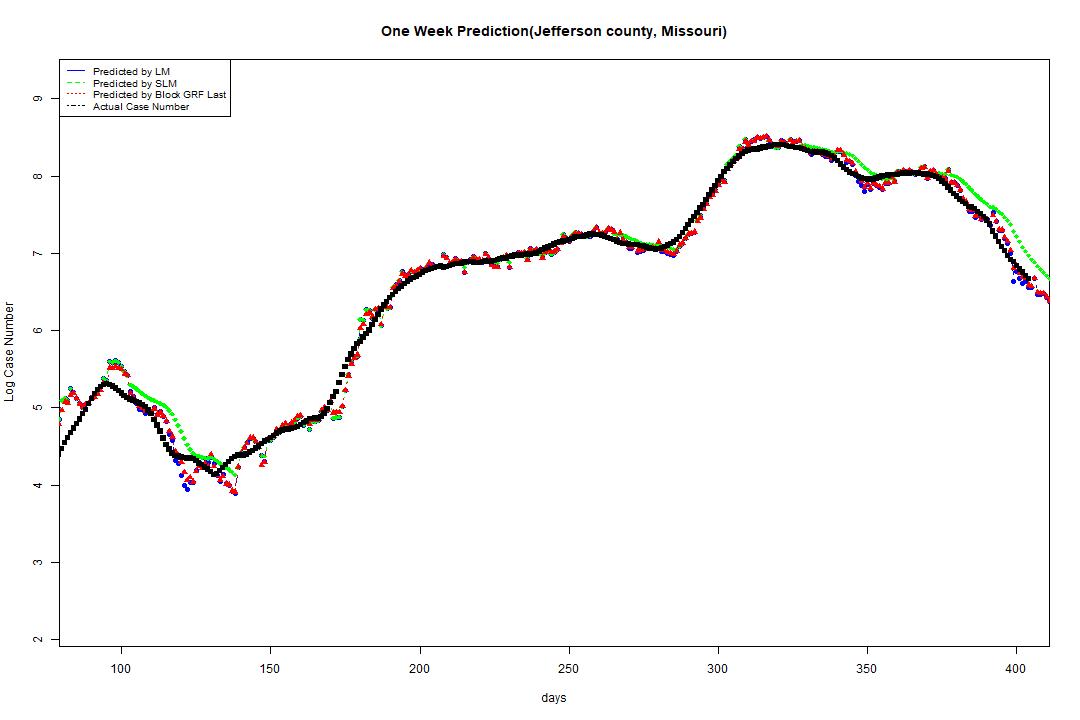 One Week Prediction(Jefferson county, Missouri)
Predicted by LM
Predicted by SLM
Predicted by Block GRF Last
Actual Case Number
9
8
7
6
5
4
3
2
Log Case Number
100 150 200 250 300 350 400
days